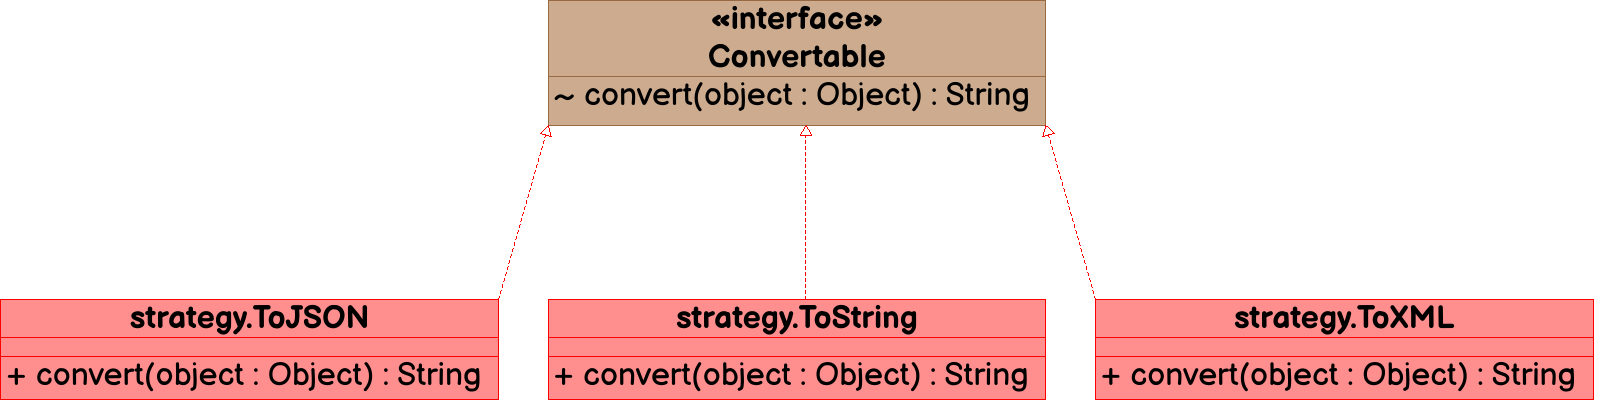 «interface»
Convertable
~ convert(object : Object) : String
strategy.ToJSON
+ convert(object : Object) : String
strategy.ToString
+ convert(object : Object) : String
strategy.ToXML
+ convert(object : Object) : String